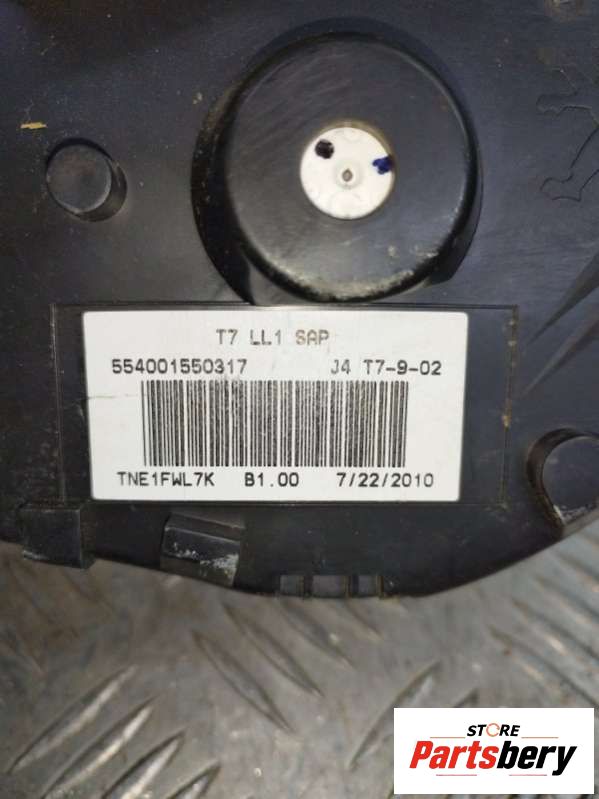 T7 LL1 SAP
554001550317 J4 T7-9-02
TNE1FWL7K B1.00 7/22/2010
STORE
Partsbery